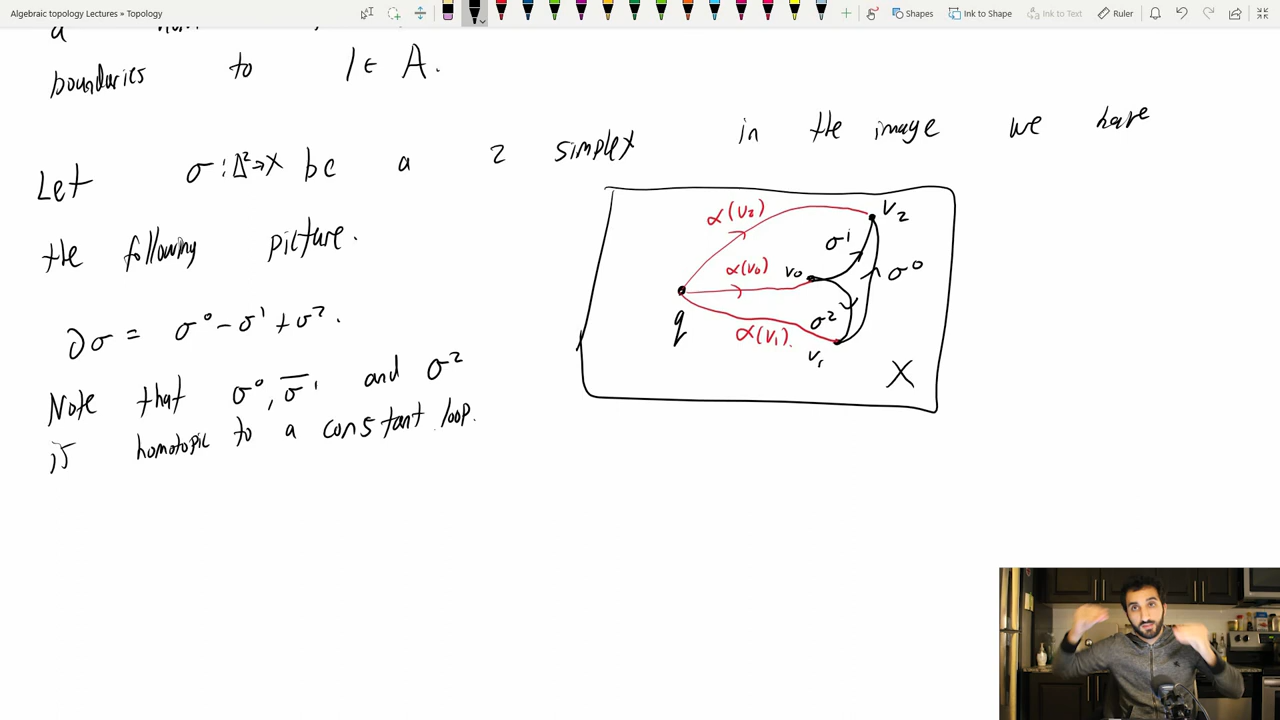 Algebraic topology Lectures » Topology
Shapes
Ink to Shape
Ink to Text
Ruler
boundaries to 1 ∈ A.
Let σ : Δ² → X be a 2 simplex in the image we have
the following picture.
∂σ = σ⁰ - σ¹ + σ².
Note that σ⁰, σ̅¹ and σ²
is homotopic to a constant loop.
α(v₂)
v₂
σ¹
α(v₀)
v₀
σ⁰
q
σ²
α(v₁).
v₁
X